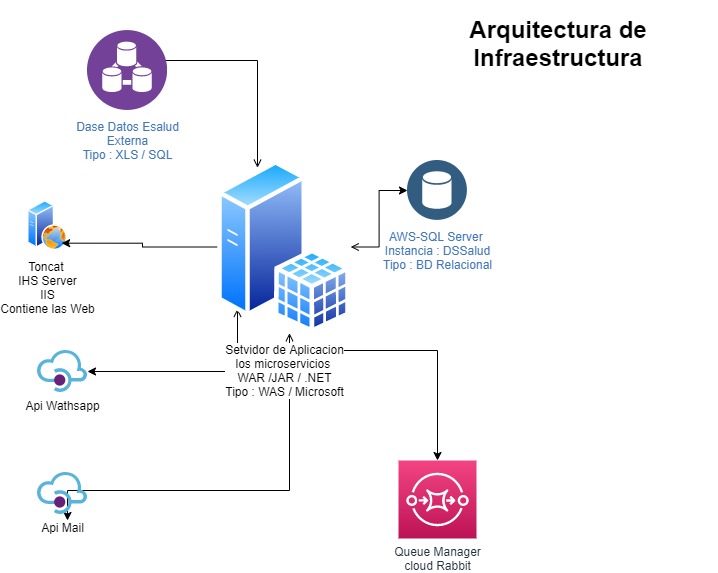 Arquitectura de
Infraestructura
Dase Datos Esalud
Externa
Tipo : XLS / SQL
AWS-SQL Server
Instancia : DSSalud
Tipo : BD Relacional
Toncat
IHS Server
IIS
Contiene las Web
Setvidor de Aplicacion
los microservicios
WAR /JAR / .NET
Tipo : WAS / Microsoft
Api Wathsapp
Api Mail
Queue Manager
cloud Rabbit